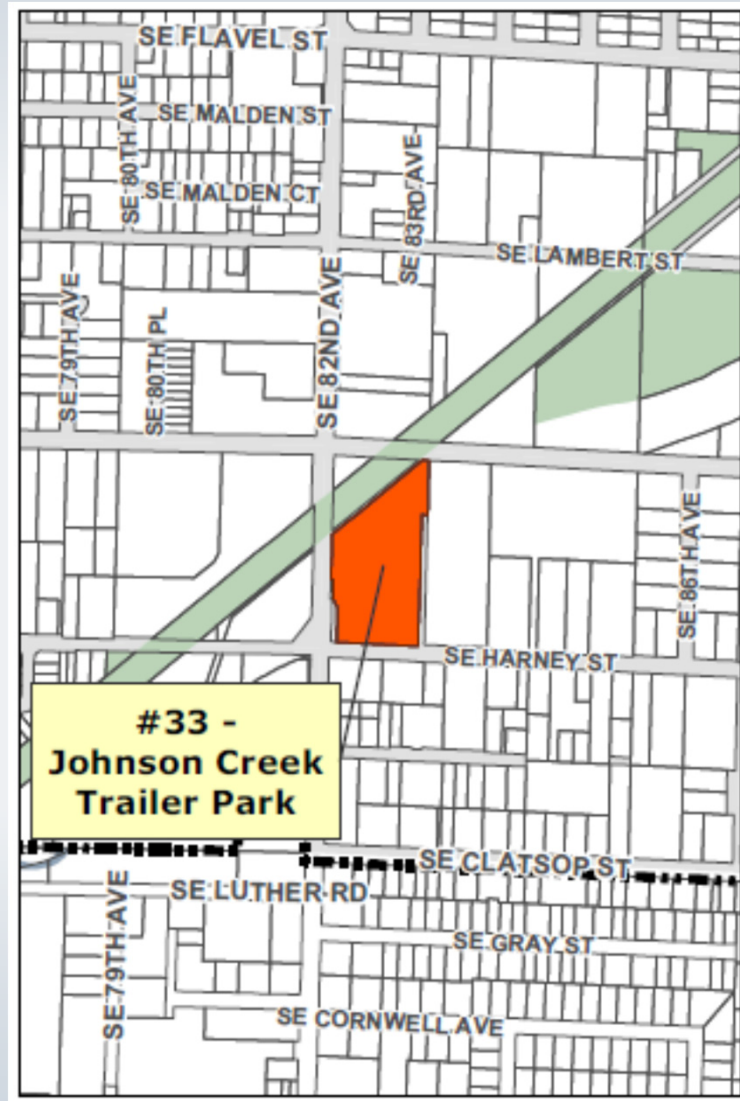 SE FLAVEL ST
SE 80TH AVE
SE MALDEN ST
SE MALDEN CT
SE 83RD AVE
SE LAMBERT ST
SE 79TH AVE
SE 80TH PL
SE 82ND AVE
SE 86TH AVE
SE HARNEY ST
#33 -
Johnson Creek
Trailer Park
SE CLATSOP ST
SE LUTHER RD
SE 79TH AVE
SE GRAY ST
SE CORNWELL AVE